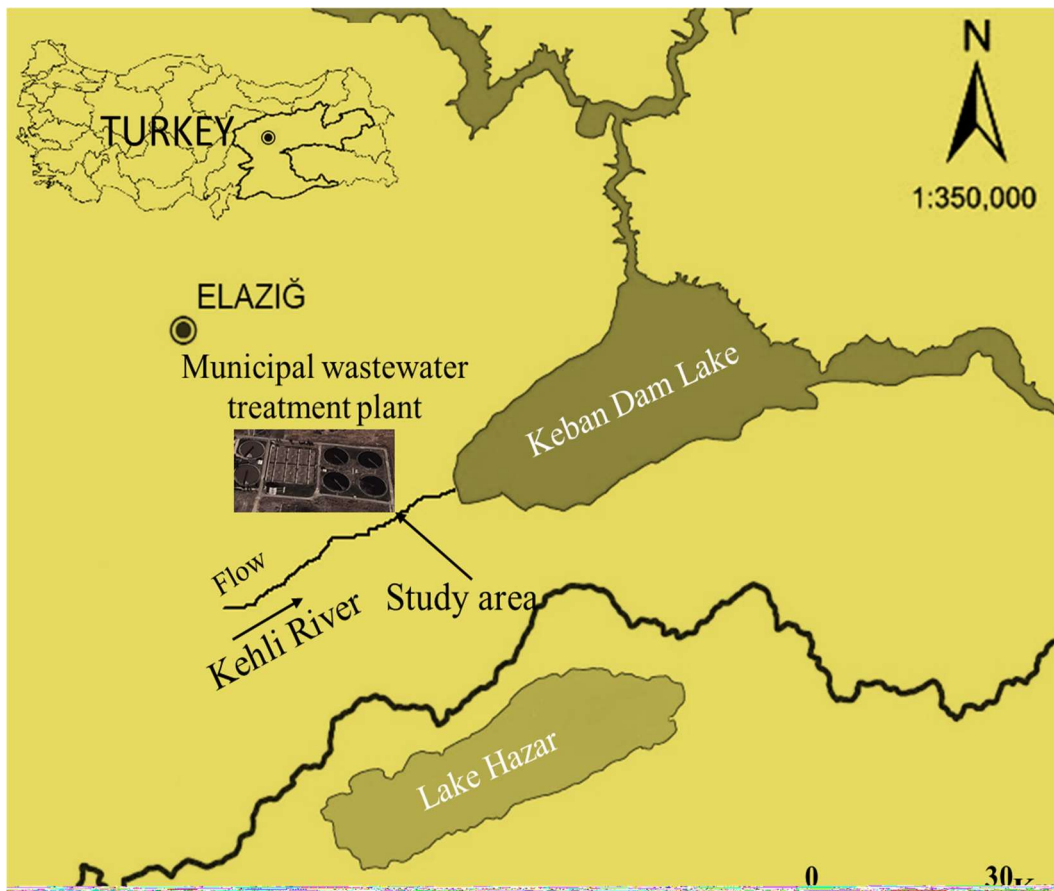 N
1:350,000
TURKEY
ELAZIĞ
Municipal wastewater
treatment plant
Keban Dam Lake
Flow
Study area
Kehli River
Lake Hazar
0 30